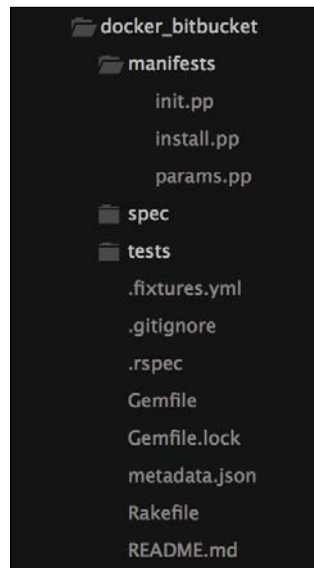 docker_bitbucket
manifests
init.pp
install.pp
params.pp
spec
tests
.fixtures.yml
.gitignore
.rspec
Gemfile
Gemfile.lock
metadata.json
Rakefile
README.md